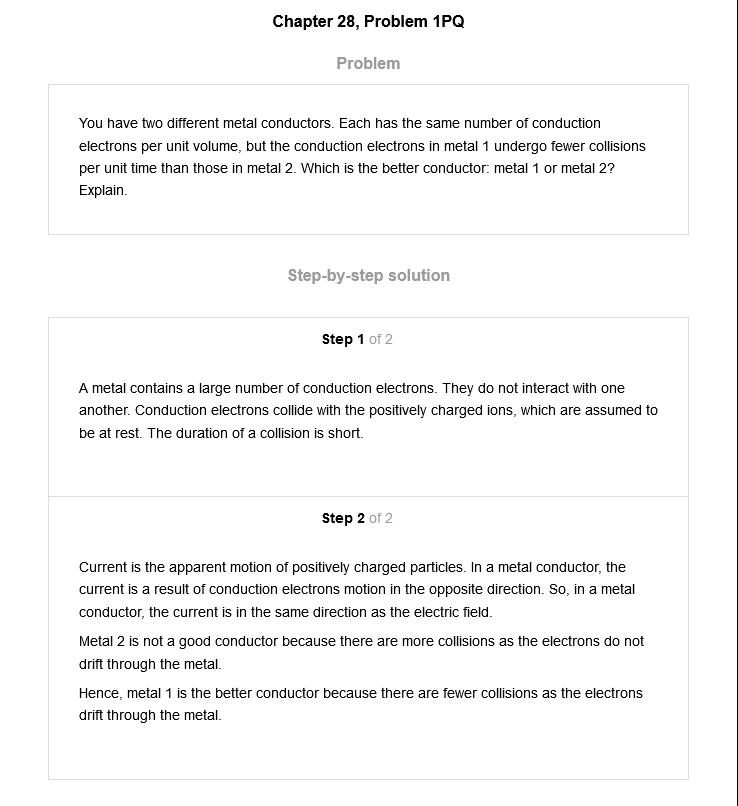 Chapter 28, Problem 1PQ
Problem
You have two different metal conductors. Each has the same number of conduction
electrons per unit volume, but the conduction electrons in metal 1 undergo fewer collisions
per unit time than those in metal 2. Which is the better conductor: metal 1 or metal 2?
Explain.
Step-by-step solution
Step 1 of 2
A metal contains a large number of conduction electrons. They do not interact with one
another. Conduction electrons collide with the positively charged ions, which are assumed to
be at rest. The duration of a collision is short.
Step 2 of 2
Current is the apparent motion of positively charged particles. In a metal conductor, the
current is a result of conduction electrons motion in the opposite direction. So, in a metal
conductor, the current is in the same direction as the electric field.
Metal 2 is not a good conductor because there are more collisions as the electrons do not
drift through the metal.
Hence, metal 1 is the better conductor because there are fewer collisions as the electrons
drift through the metal.